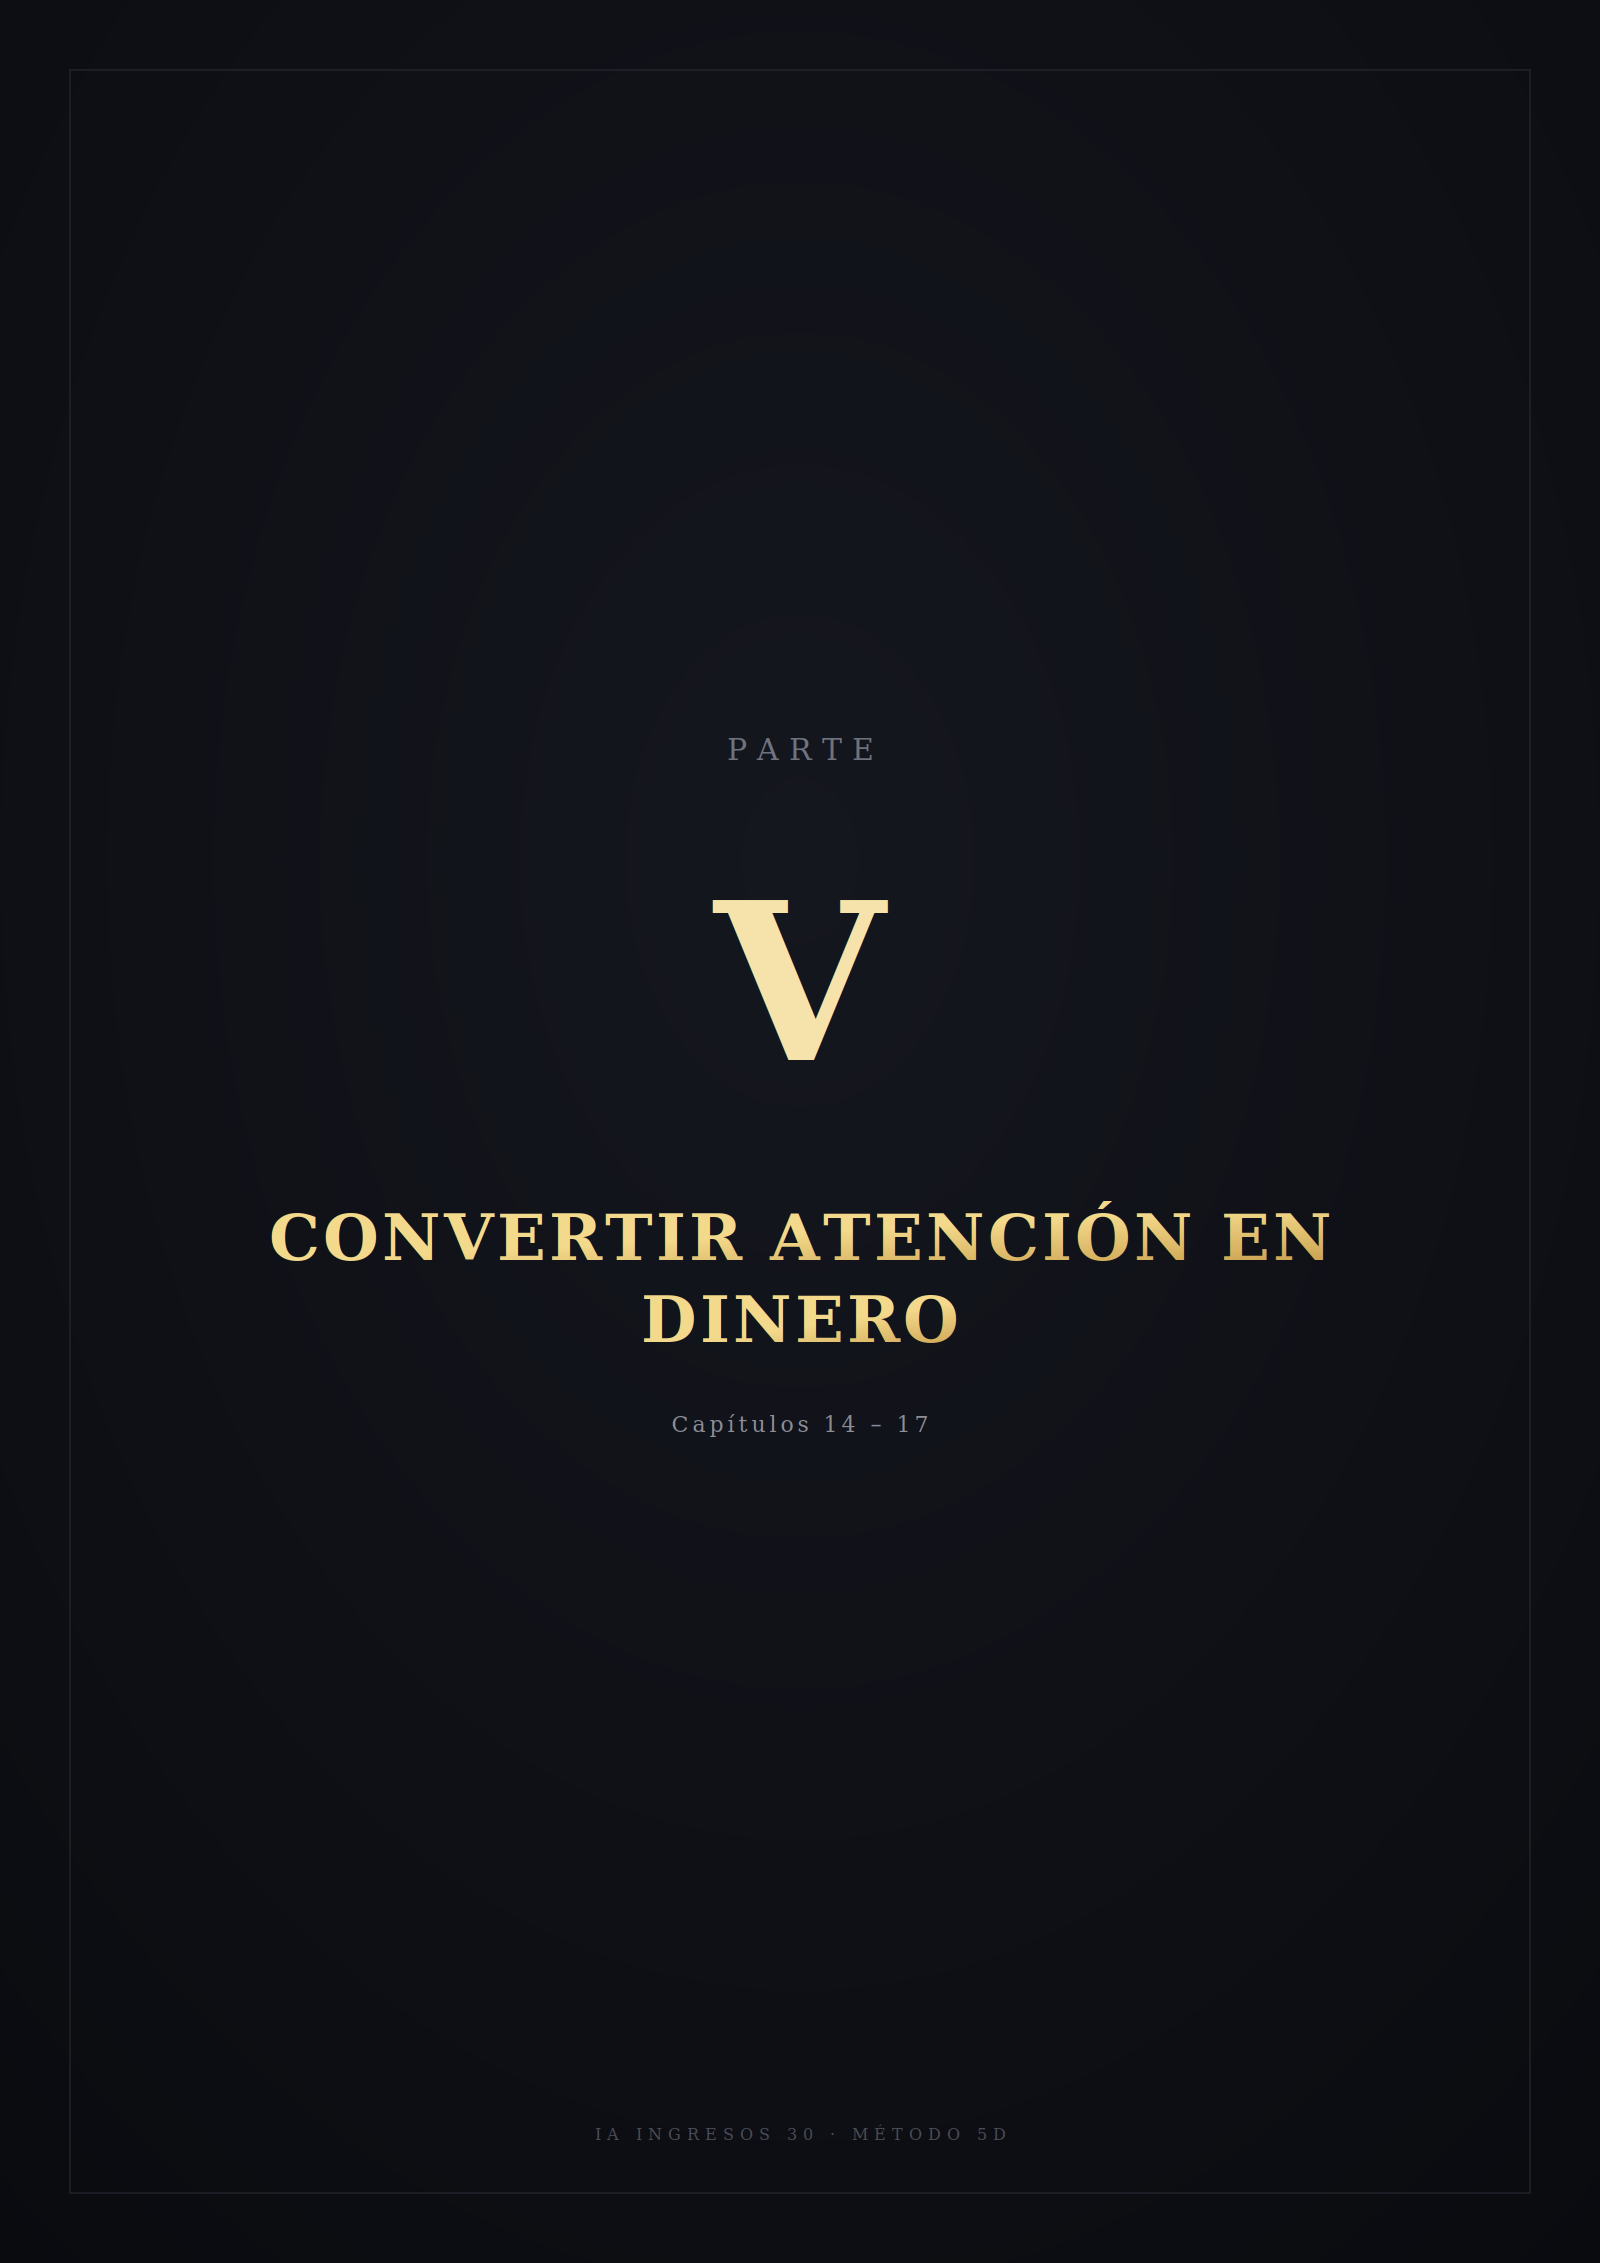 PARTE
V
CONVERTIR ATENCIÓN EN
DINERO
Capítulos 14 – 17
IA INGRESOS 30 · MÉTODO 5D